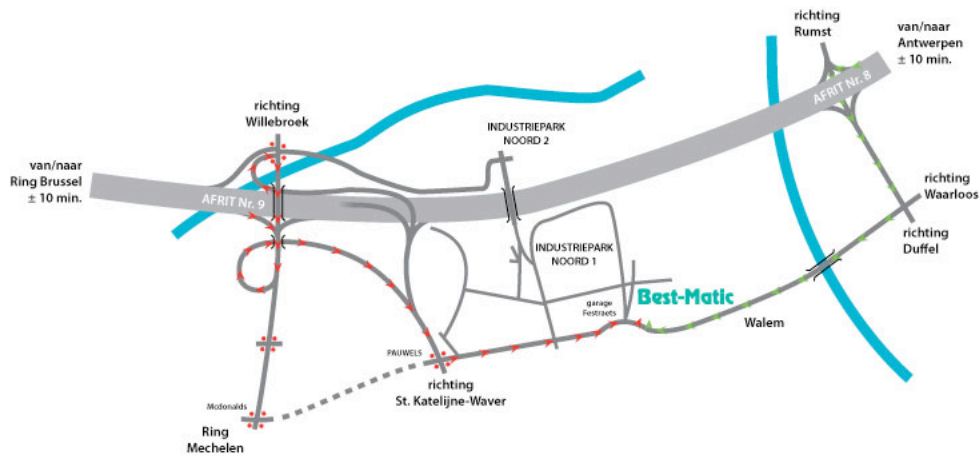 richting
Rumst
van/naar
Antwerpen
± 10 min.
AFRIT Nr. 8
richting
Willebroek
INDUSTRIEPARK
NOORD 2
van/naar
Ring Brussel
± 10 min.
AFRIT Nr. 9
richting
Waarloos
richting
Duffel
INDUSTRIEPARK
NOORD 1
Best-Matic
garage
Festraets
Walem
PAUWELS
richting
St. Katelijne-Waver
Mcdonalds
Ring
Mechelen